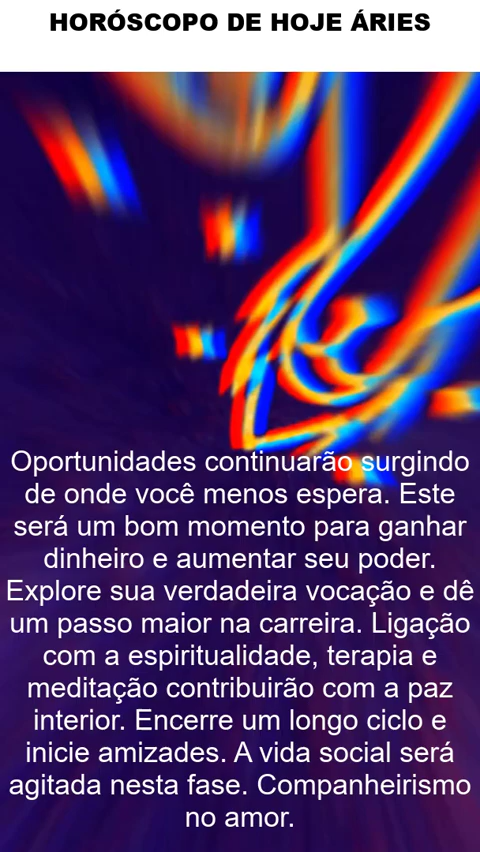 HORÓSCOPO DE HOJE ÁRIES
Oportunidades continuarão surgindo
de onde você menos espera. Este
será um bom momento para ganhar
dinheiro e aumentar seu poder.
Explore sua verdadeira vocação e dê
um passo maior na carreira. Ligação
com a espiritualidade, terapia e
meditação contribuirão com a paz
interior. Encerre um longo ciclo e
inicie amizades. A vida social será
agitada nesta fase. Companheirismo
no amor.